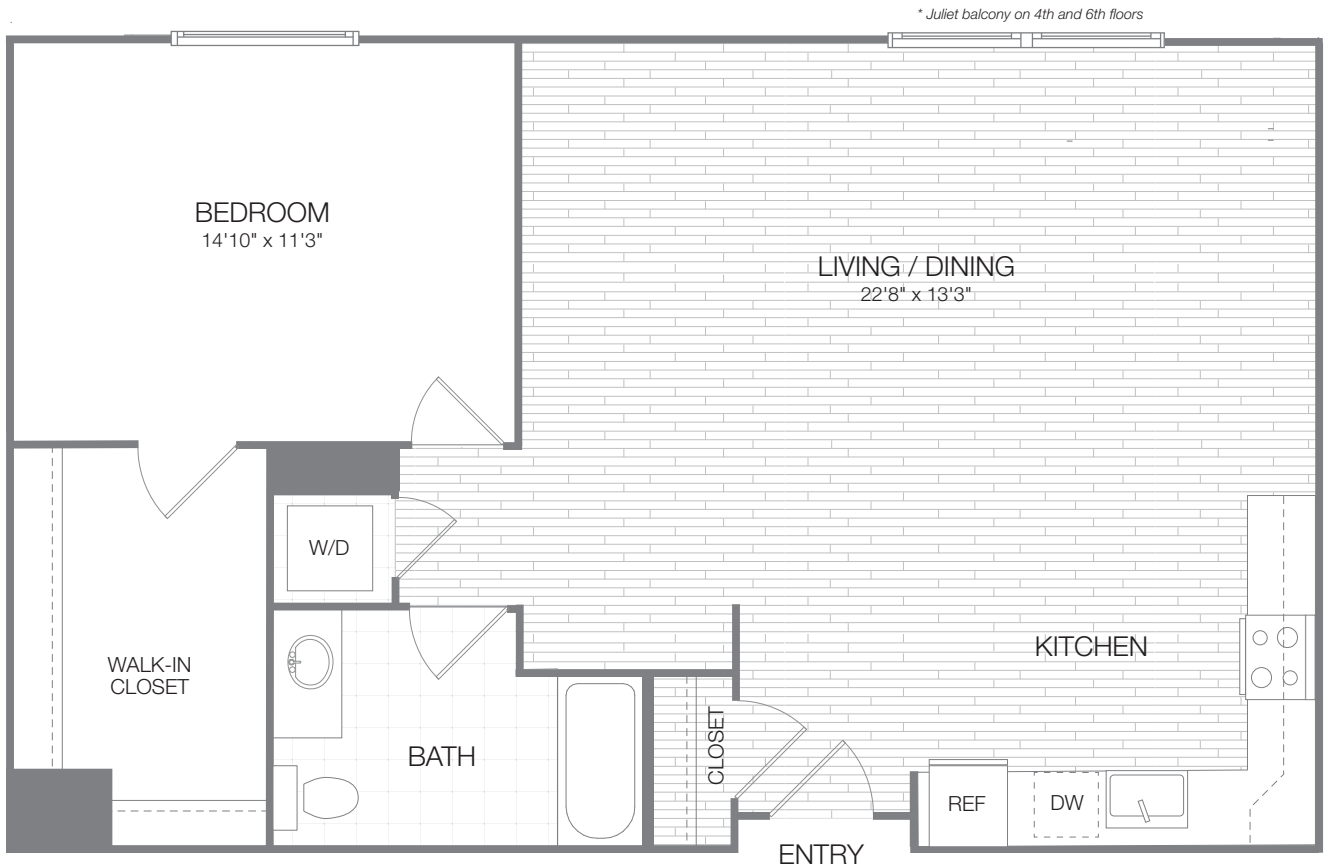 * Juliet balcony on 4th and 6th floors
BEDROOM
14'10" x 11'3"
LIVING / DINING
22'8" x 13'3"
W/D
KITCHEN
WALK-IN
CLOSET
CLOSET
BATH
REF
DW
ENTRY